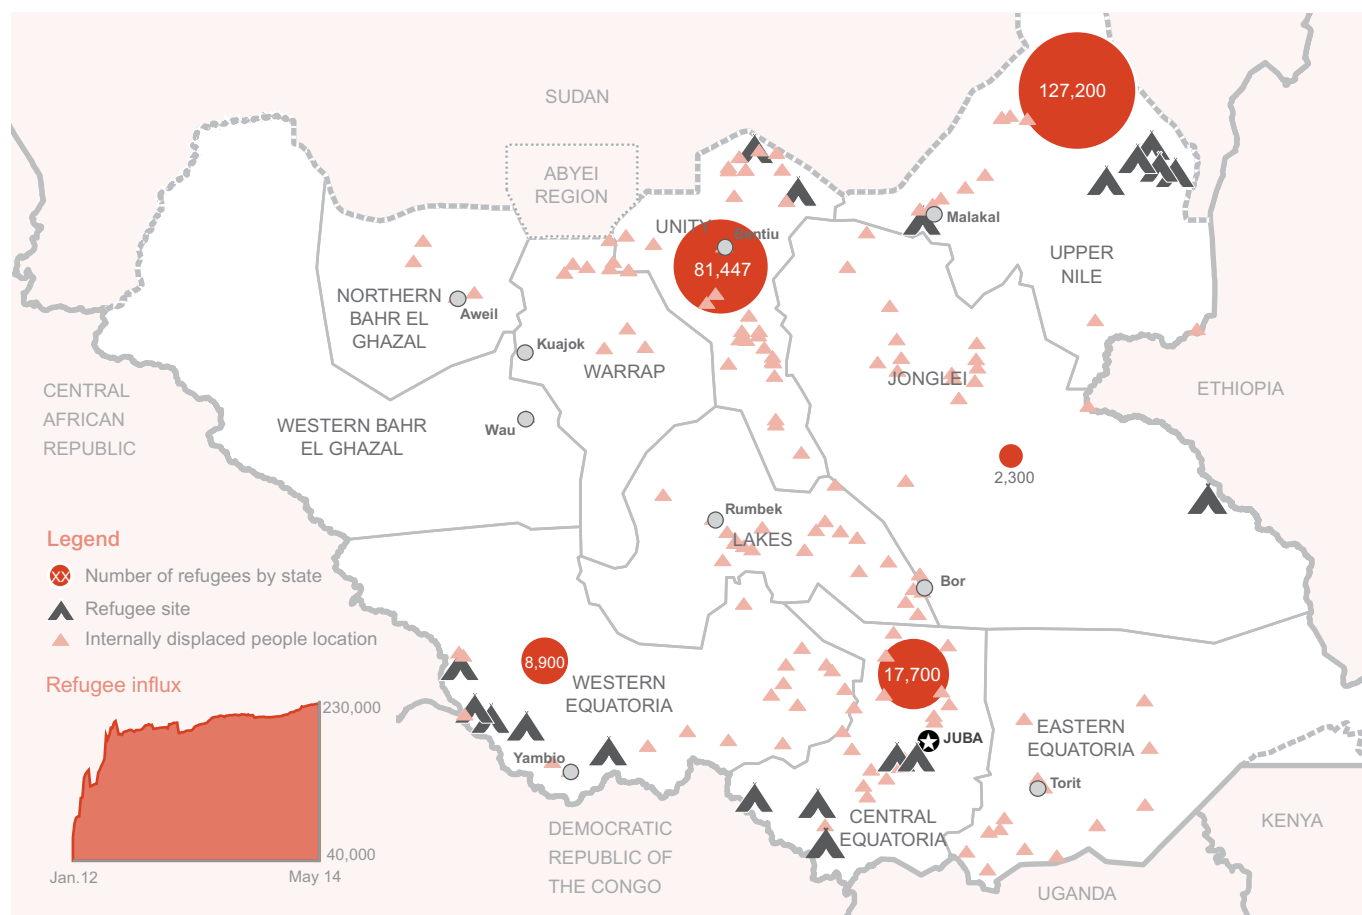 127,200
SUDAN
ABYEI
REGION
Malakal
UNITY
Bentiu
UPPER
NILE
81,447
NORTHERN
BAHR EL
GHAZAL
Aweil
Kuajok
WARRAP
JONGLEI
ETHIOPIA
CENTRAL
AFRICAN
REPUBLIC
WESTERN BAHR
EL GHAZAL
Wau
2,300
Rumbek
LAKES
Bor
Legend
XX Number of refugees by state
Refugee site
Internally displaced people location
8,900
17,700
WESTERN
EQUATORIA
Refugee influx
230,000
40,000
Jan.12
May 14
Yambio
JUBA
EASTERN
EQUATORIA
Torit
CENTRAL
EQUATORIA
DEMOCRATIC
REPUBLIC OF
THE CONGO
KENYA
UGANDA